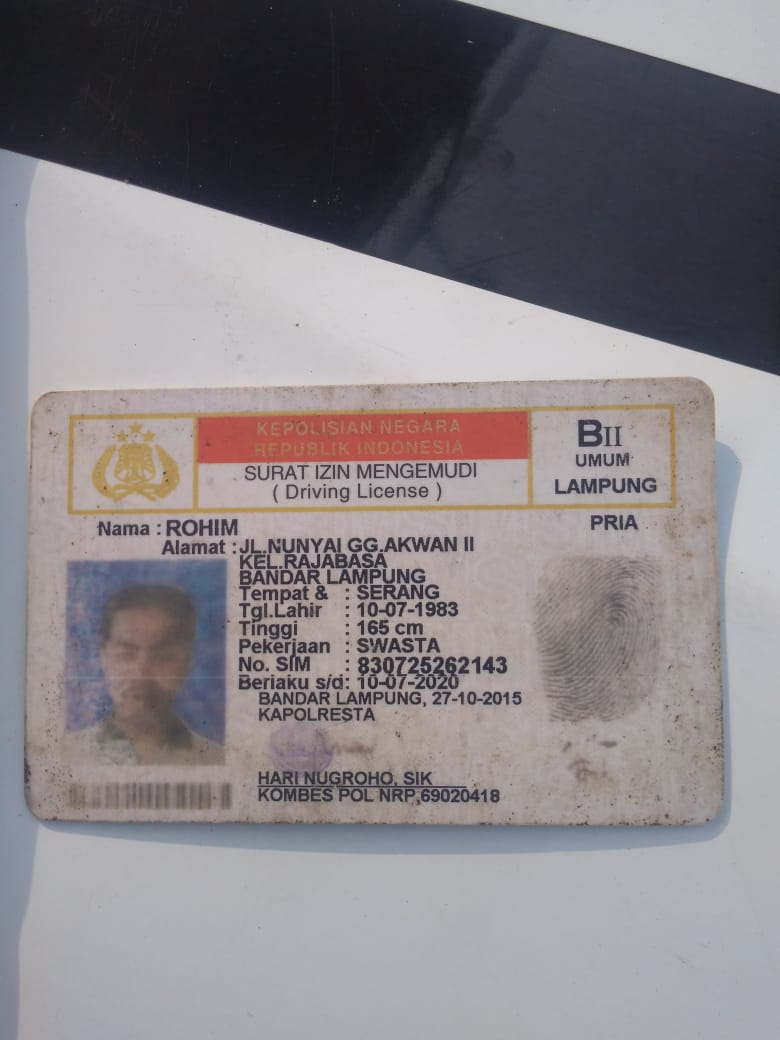 KEPOLISIAN NEGARA
REPUBLIK INDONESIA
SURAT IZIN MENGEMUDI
( Driving License )
BII
UMUM
LAMPUNG
Nama : ROHIM
PRIA
Alamat : JL.NUNYAI GG.AKWAN II
KEL.RAJABASA
BANDAR LAMPUNG
Tempat & : SERANG
Tgl.Lahir : 10-07-1983
Tinggi : 165 cm
Pekerjaan : SWASTA
No. SIM : 830725262143
Berlaku s/d : 10-07-2020
BANDAR LAMPUNG, 27-10-2015
KAPOLRESTA
HARI NUGROHO, SIK
KOMBES POL NRP.69020418